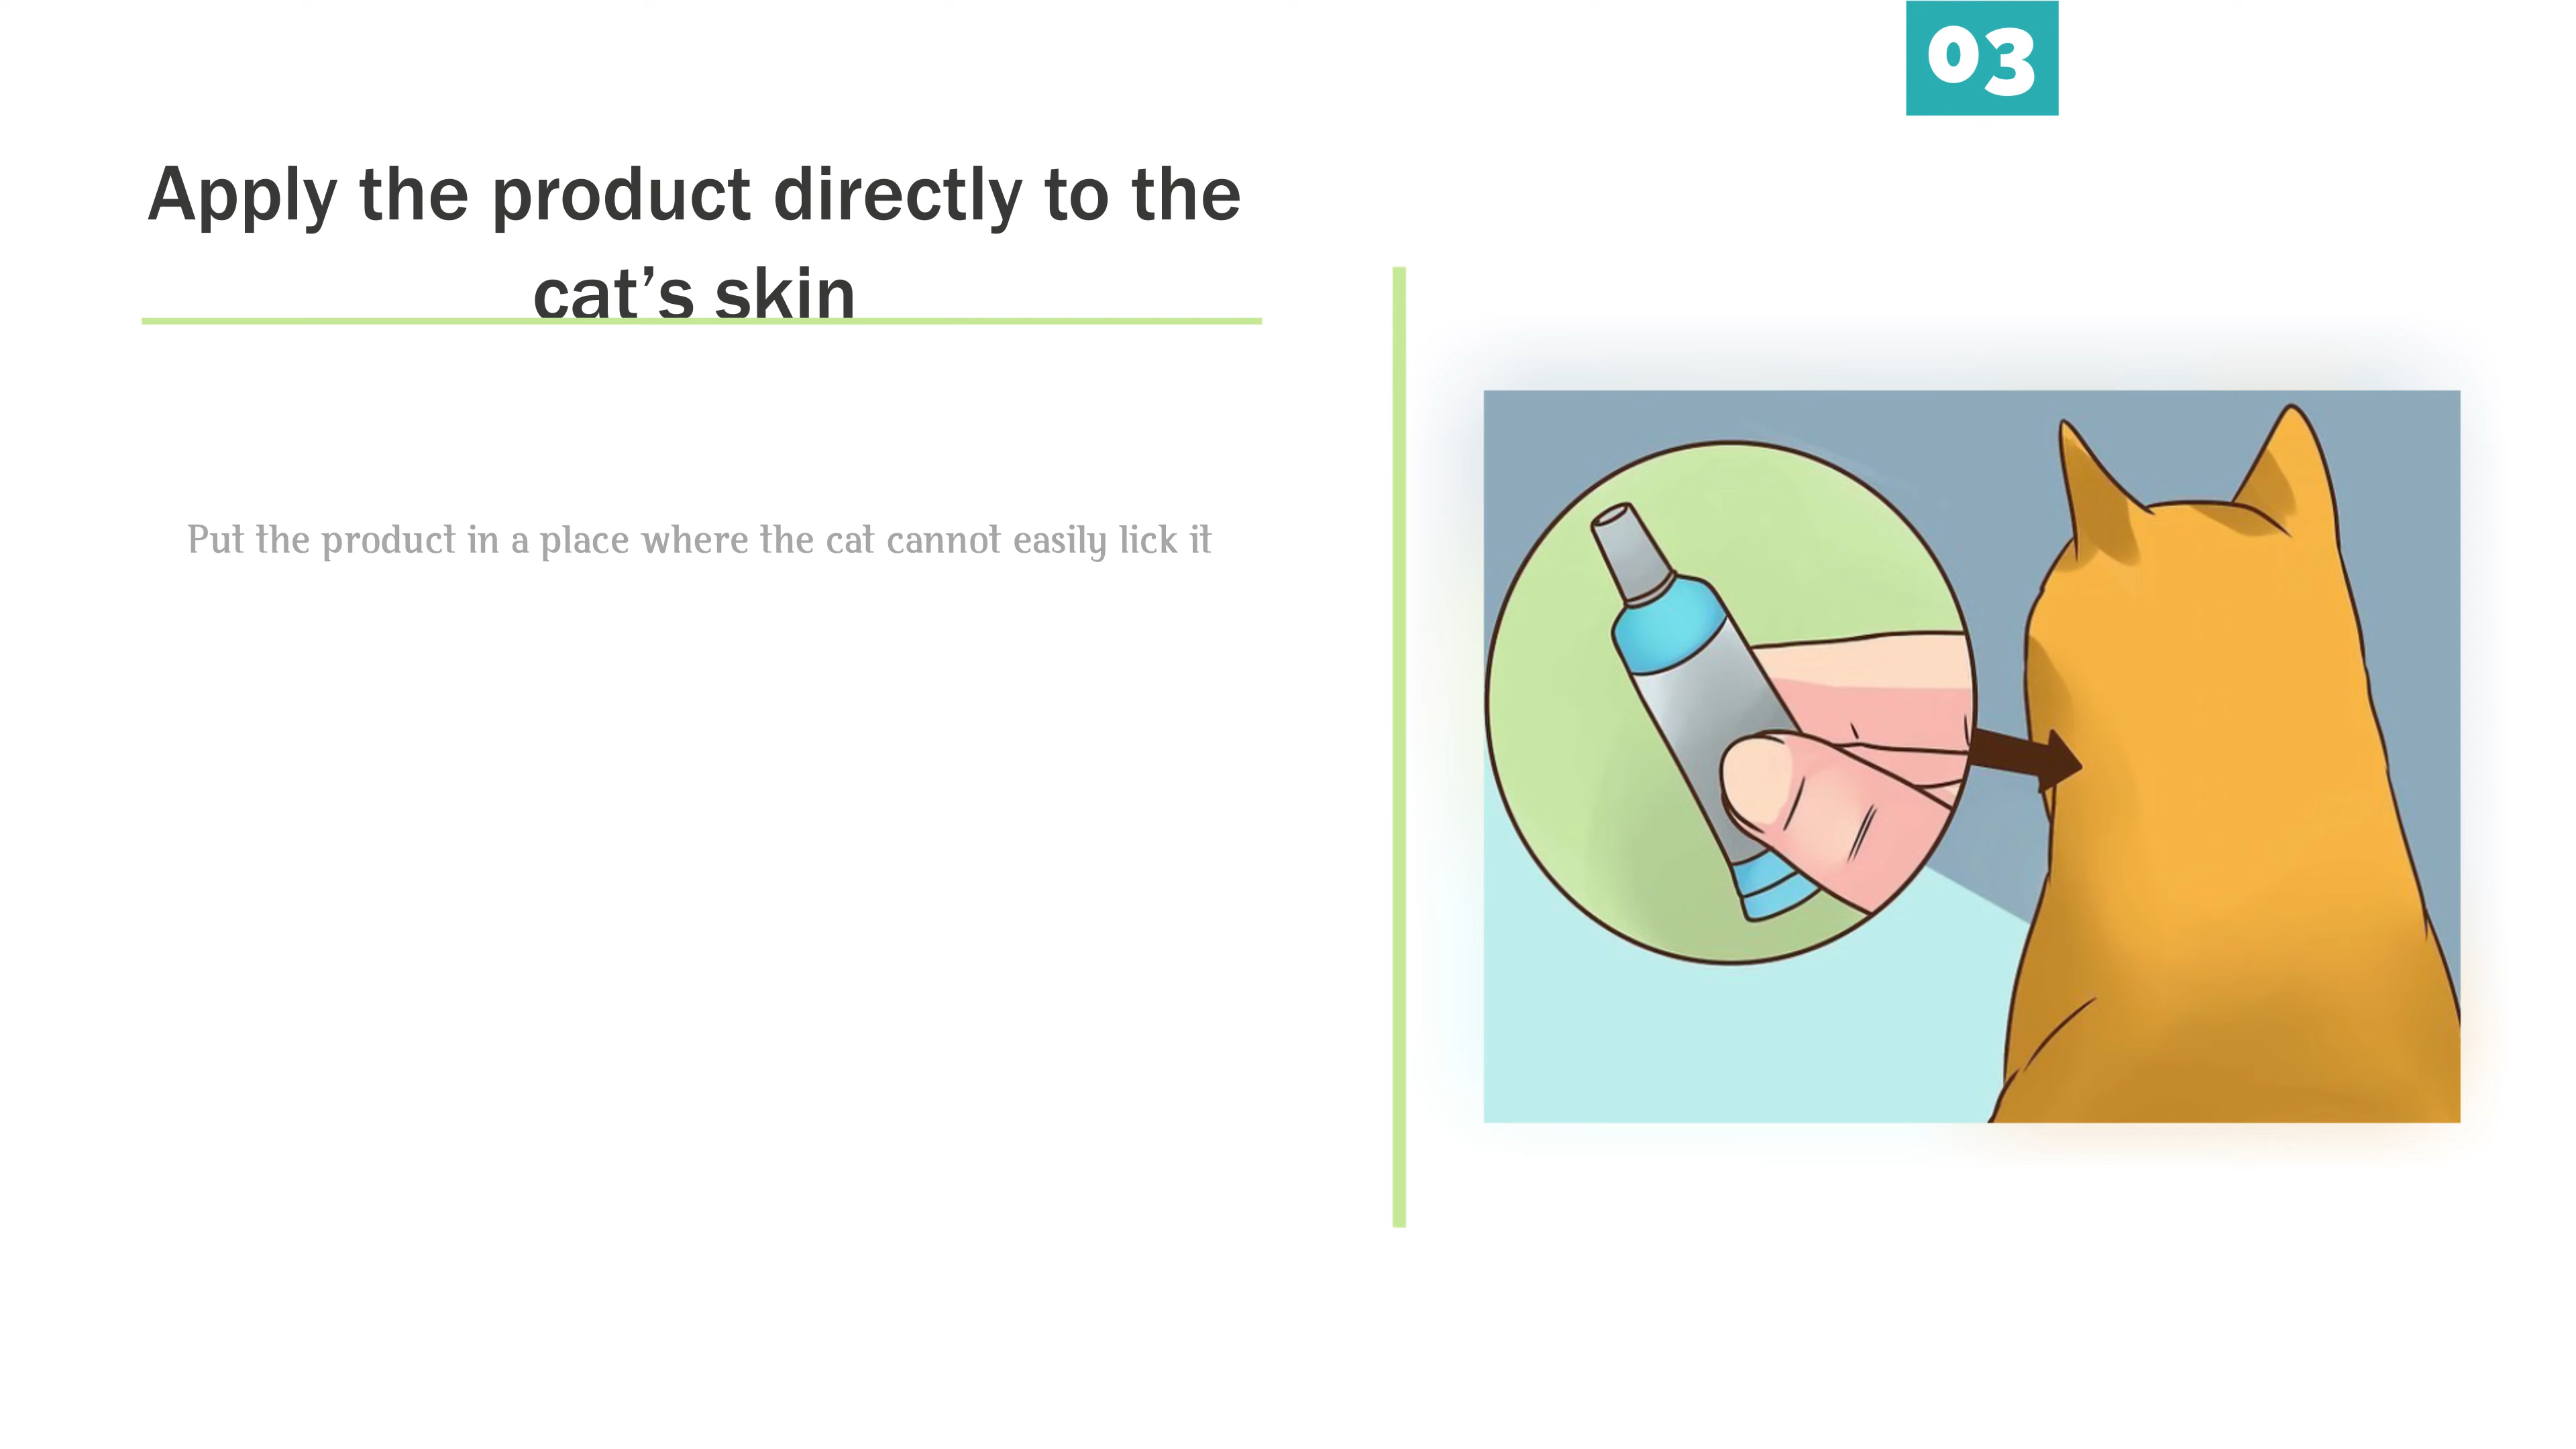 03
Apply the product directly to the
cat’s skin
Put the product in a place where the cat cannot easily lick it